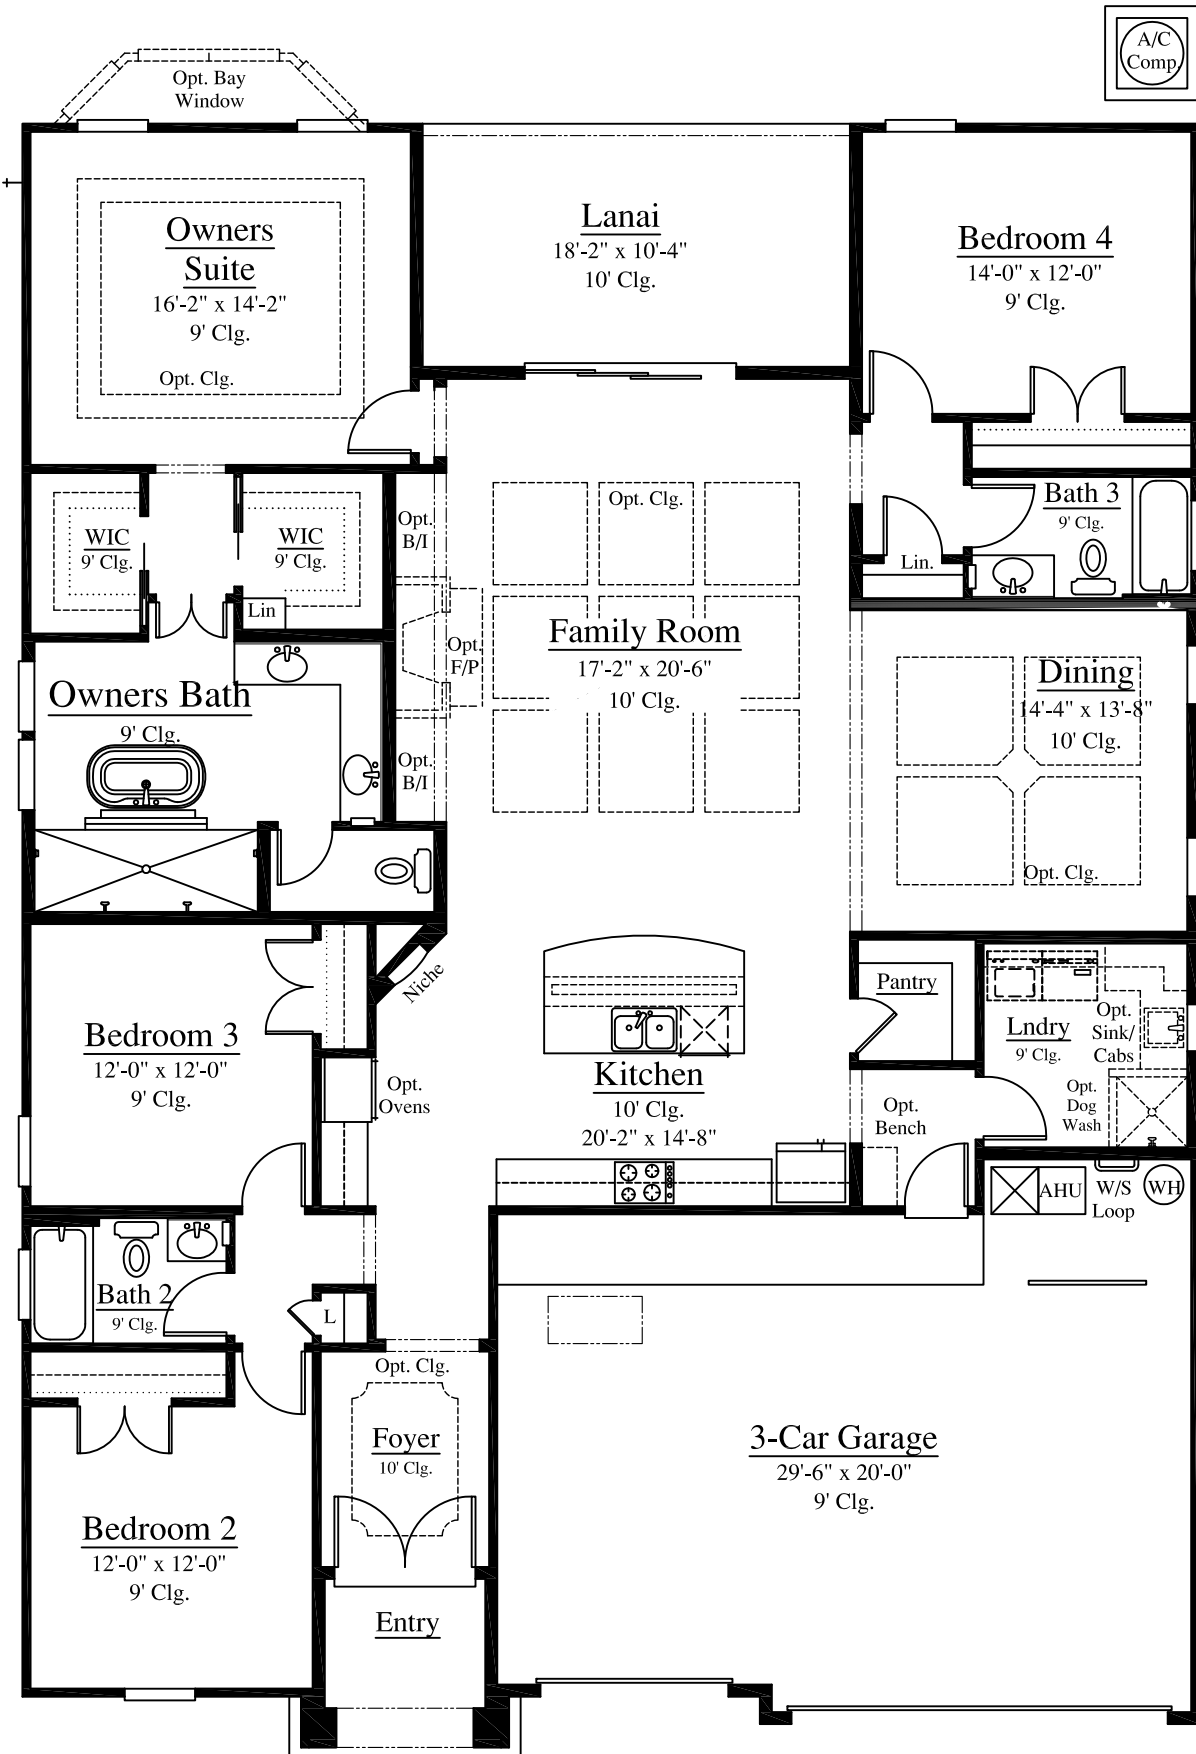 A/C
Comp.
Opt. Bay
Window
Owners
Suite
16'-2" x 14'-2"
9' Clg.
Opt. Clg.
Lanai
18'-2" x 10'-4"
10' Clg.
Bedroom 4
14'-0" x 12'-0"
9' Clg.
WIC
9' Clg.
WIC
9' Clg.
Lin
Opt.
B/I
Opt. Clg.
Lin.
Bath 3
9' Clg.
Opt.
F/P
Family Room
17'-2" x 20'-6"
10' Clg.
Dining
14'-4" x 13'-8"
10' Clg.
Opt. Clg.
Owners Bath
9' Clg.
Opt.
B/I
Niche
Pantry
Bedroom 3
12'-0" x 12'-0"
9' Clg.
Opt.
Ovens
Kitchen
10' Clg.
20'-2" x 14'-8"
Lndry
9' Clg.
Opt.
Sink/
Cabs
Opt.
Dog
Wash
Opt.
Bench
AHU
W/S
Loop
WH
Bath 2
9' Clg.
L
Opt. Clg.
Foyer
10' Clg.
3-Car Garage
29'-6" x 20'-0"
9' Clg.
Bedroom 2
12'-0" x 12'-0"
9' Clg.
Entry